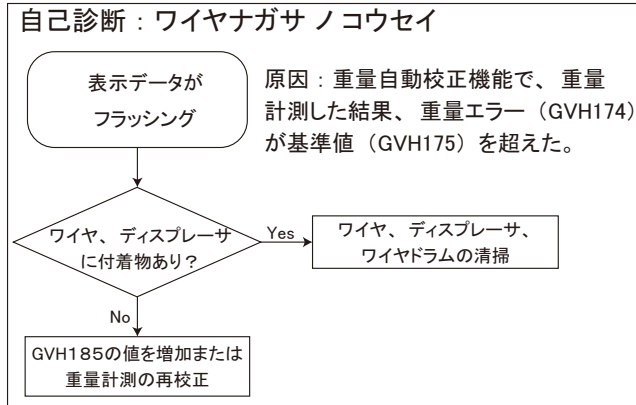 自己診断：ワイヤナガサ ノ コウセイ
表示データが
フラッシング
原因：重量自動校正機能で、重量
計測した結果、重量エラー（GVH174）
が基準値（GVH175）を超えた。
ワイヤ、ディスプレーサ
に付着物あり？
Yes
ワイヤ、ディスプレーサ、
ワイヤドラムの清掃
No
GVH185の値を増加または
重量計測の再校正